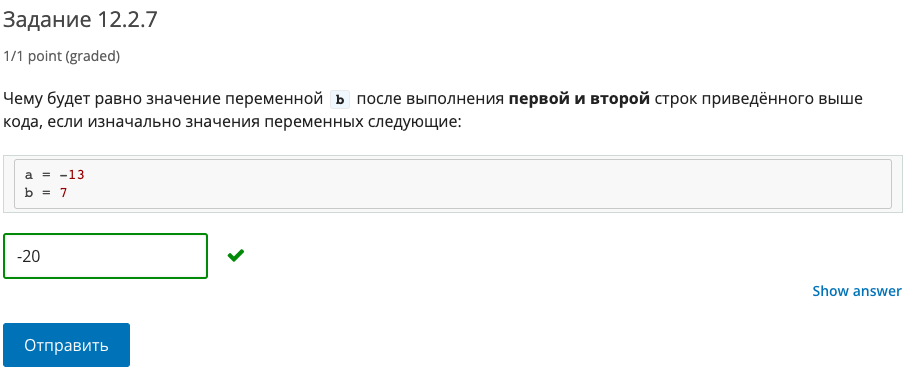 Задание 12.2.7
1/1 point (graded)
Чему будет равно значение переменной b после выполнения первой и второй строк приведённого выше
кода, если изначально значения переменных следующие:
a = -13
b = 7
-20
Show answer
Отправить